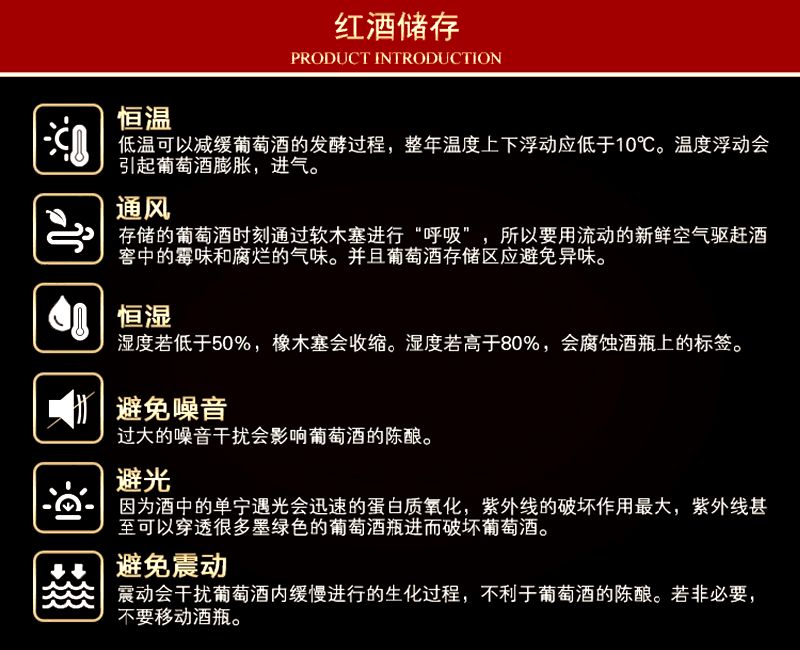 红酒储存
PRODUCT INTRODUCTION
恒温
低温可以减缓葡萄酒的发酵过程，整年温度上下浮动应低于10℃。温度浮动会
引起葡萄酒膨胀，进气。
通风
存储的葡萄酒时刻通过软木塞进行“呼吸”，所以要用流动的新鲜空气驱赶酒
窖中的霉味和腐烂的气味。并且葡萄酒存储区应避免异味。
恒湿
湿度若低于50%，橡木塞会收缩。湿度若高于80%，会腐蚀酒瓶上的标签。
避免噪音
过大的噪音干扰会影响葡萄酒的陈酿。
避光
因为酒中的单宁遇光会迅速的蛋白质氧化，紫外线的破坏作用最大，紫外线甚
至可以穿透很多墨绿色的葡萄酒瓶进而破坏葡萄酒。
避免震动
震动会干扰葡萄酒内缓慢进行的生化过程，不利于葡萄酒的陈酿。若非必要，
不要移动酒瓶。